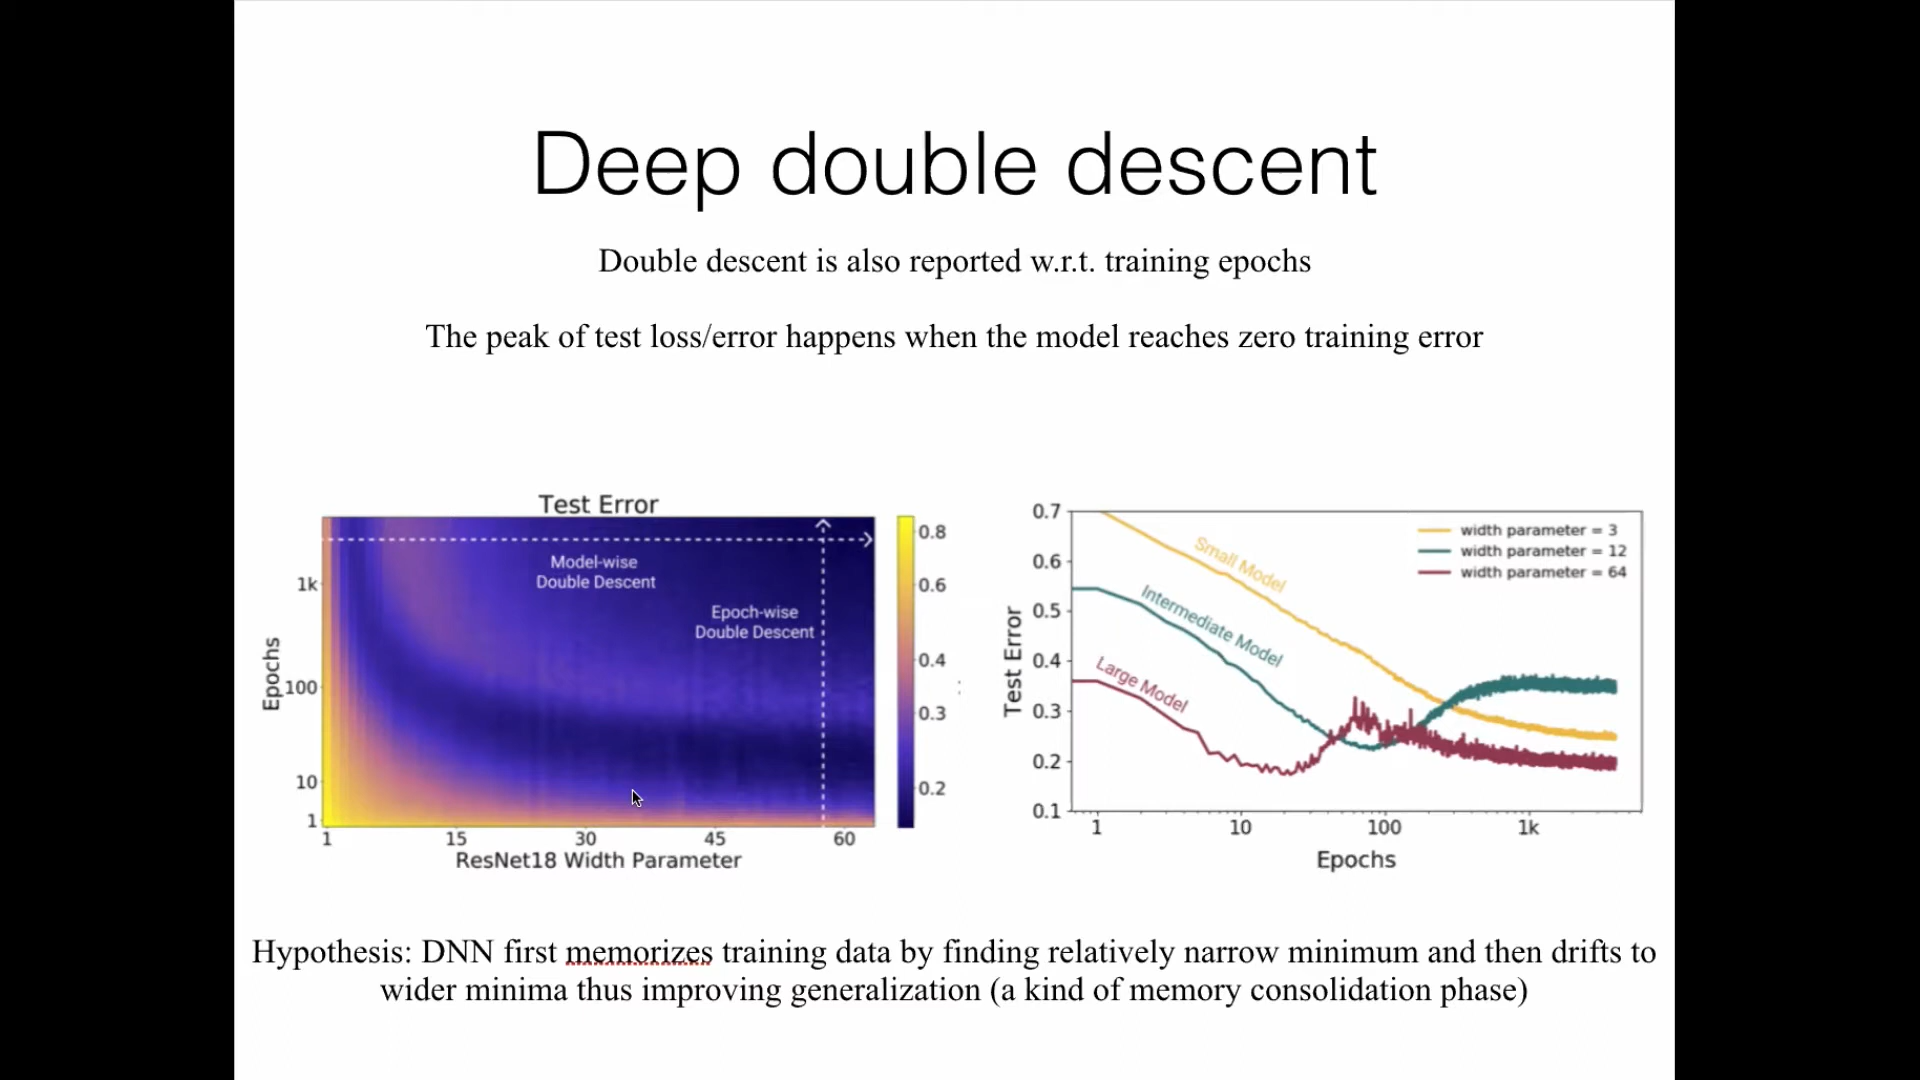 Deep double descent
Double descent is also reported w.r.t. training epochs
The peak of test loss/error happens when the model reaches zero training error
Test Error
Model-wise
Double Descent
Epoch-wise
Double Descent
Epochs
1k
100
10
1
1 15 30 45 60
ResNet18 Width Parameter
0.8
0.6
0.4
0.3
0.2
Test Error
0.7
0.6
0.5
0.4
0.3
0.2
0.1
Small Model
Intermediate Model
Large Model
width parameter = 3
width parameter = 12
width parameter = 64
1 10 100 1k
Epochs
Hypothesis: DNN first memorizes training data by finding relatively narrow minimum and then drifts to
wider minima thus improving generalization (a kind of memory consolidation phase)